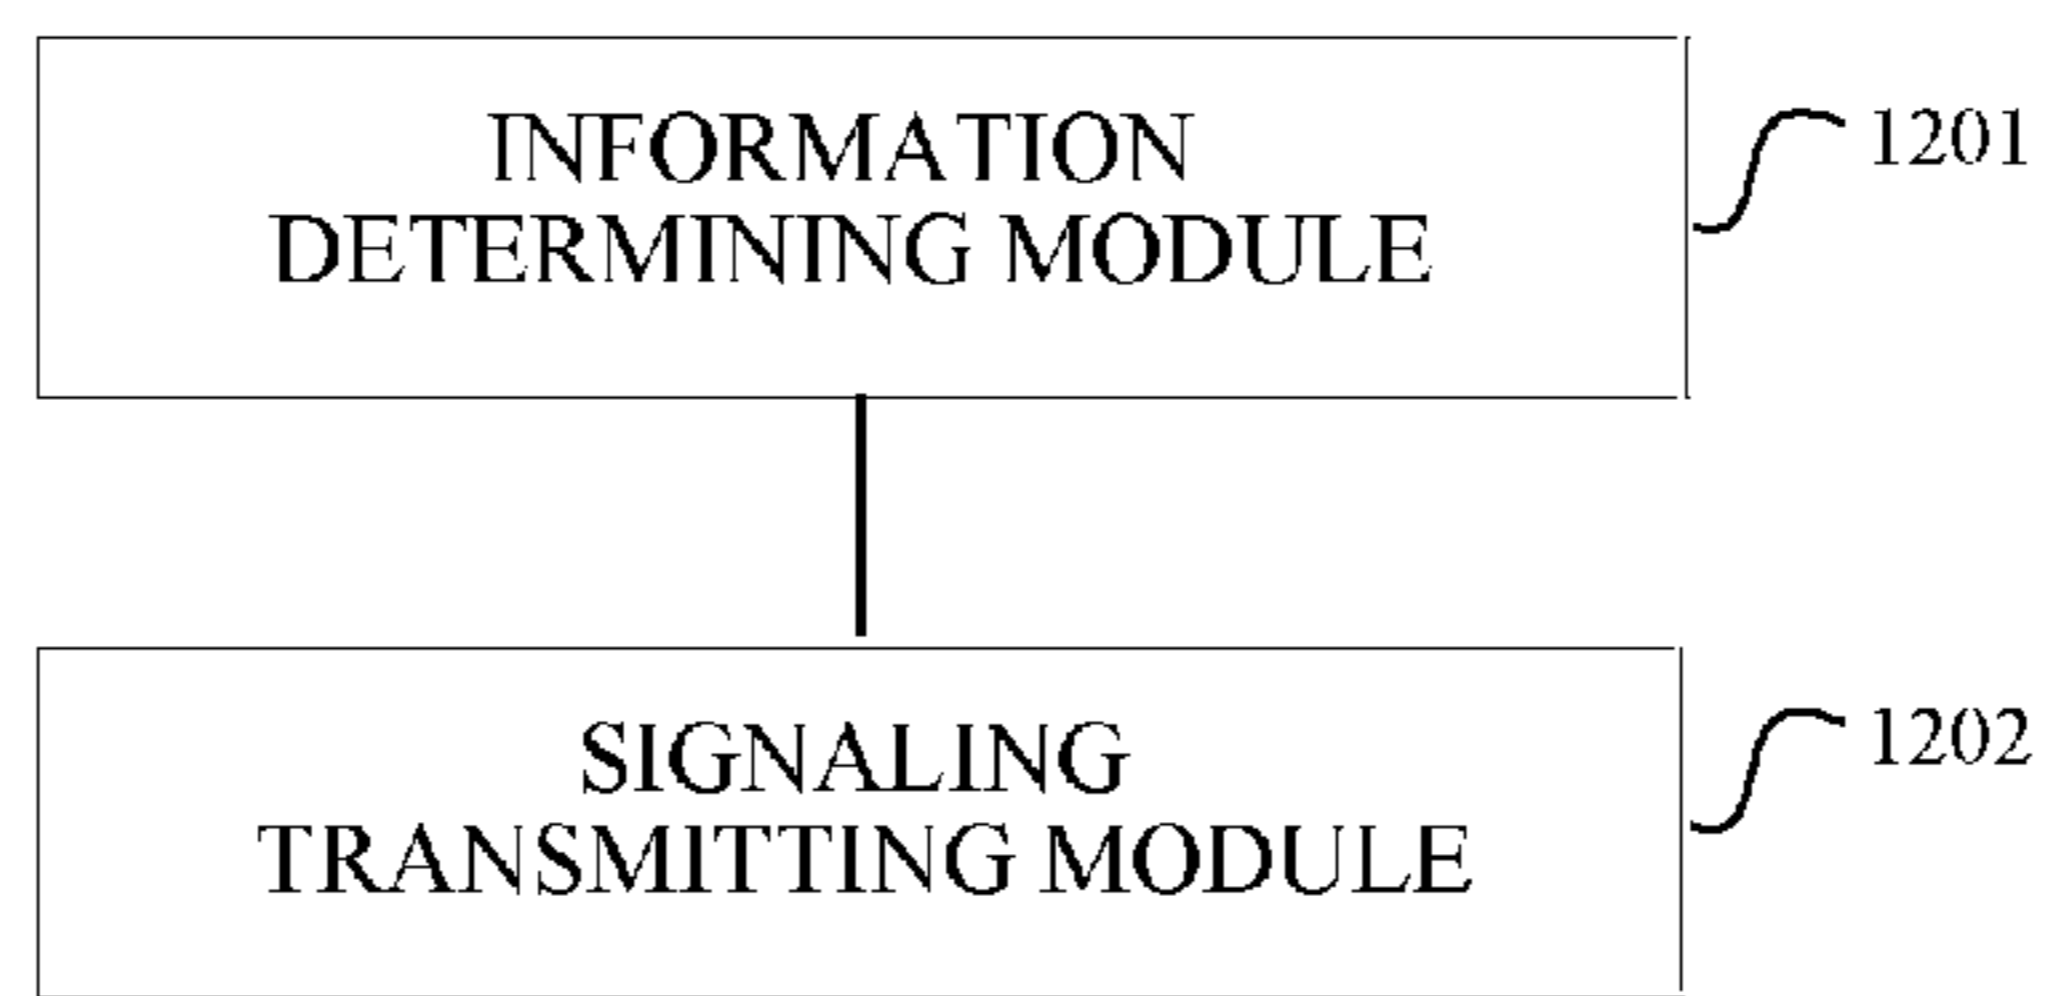 INFORMATION
DETERMINING MODULE
1201
SIGNALING
TRANSMITTING MODULE
1202